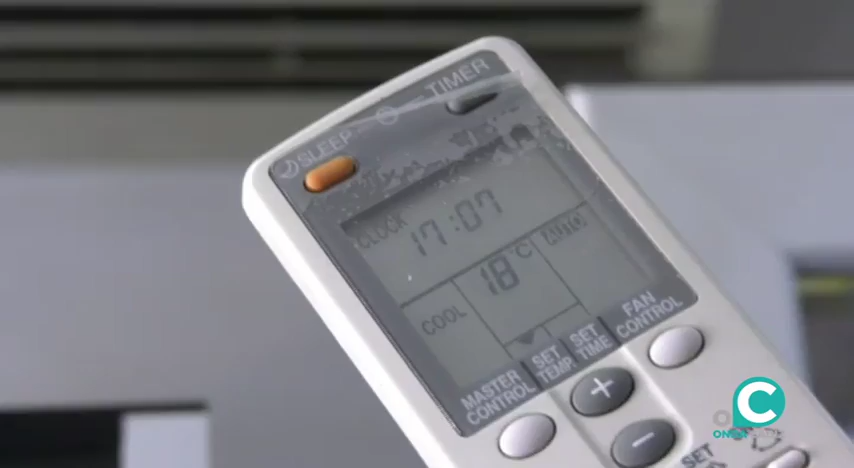 TIMER
SLEEP
CLOCK
17:07
18°C
AUTO
COOL
FAN
CONTROL
SET
TIME
SET
TEMP.
MASTER
CONTROL
+
−
SET
C